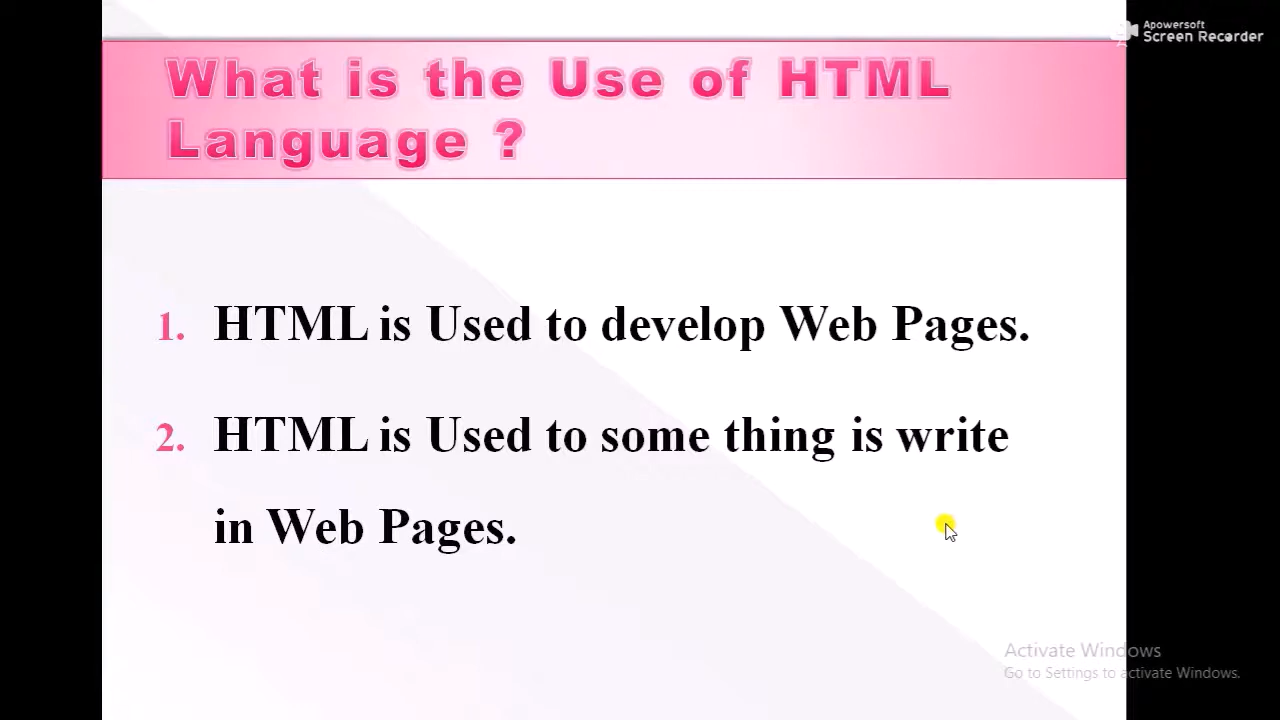 Apowersoft
Screen Recorder
What is the Use of HTML
Language ?
1. HTML is Used to develop Web Pages.
2. HTML is Used to some thing is write
in Web Pages.
Activate Windows
Go to Settings to activate Windows.